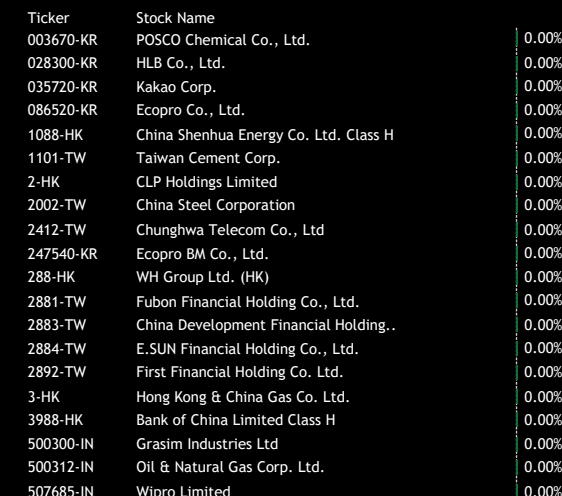 Ticker Stock Name
003670-KR POSCO Chemical Co., Ltd. 0.00%
028300-KR HLB Co., Ltd. 0.00%
035720-KR Kakao Corp. 0.00%
086520-KR Ecopro Co., Ltd. 0.00%
1088-HK China Shenhua Energy Co. Ltd. Class H 0.00%
1101-TW Taiwan Cement Corp. 0.00%
2-HK CLP Holdings Limited 0.00%
2002-TW China Steel Corporation 0.00%
2412-TW Chunghwa Telecom Co., Ltd 0.00%
247540-KR Ecopro BM Co., Ltd. 0.00%
288-HK WH Group Ltd. (HK) 0.00%
2881-TW Fubon Financial Holding Co., Ltd. 0.00%
2883-TW China Development Financial Holding.. 0.00%
2884-TW E.SUN Financial Holding Co., Ltd. 0.00%
2892-TW First Financial Holding Co. Ltd. 0.00%
3-HK Hong Kong & China Gas Co. Ltd. 0.00%
3988-HK Bank of China Limited Class H 0.00%
500300-IN Grasim Industries Ltd 0.00%
500312-IN Oil & Natural Gas Corp. Ltd. 0.00%
507685-IN Wipro Limited 0.00%